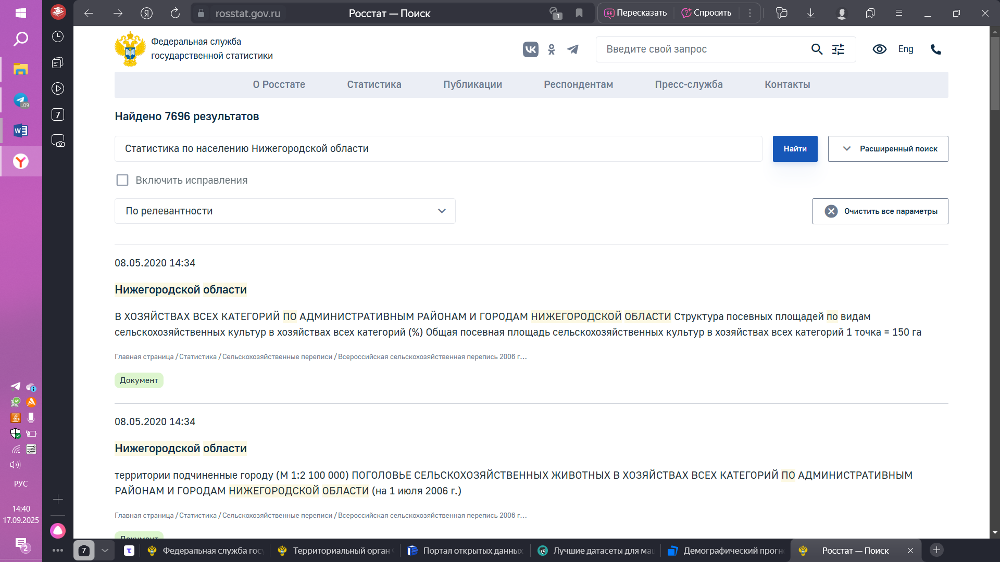 rosstat.gov.ru
Росстат — Поиск
1
Пересказать
Спросить
Федеральная служба
государственной статистики
Введите свой запрос
Eng
О Росстате
Статистика
Публикации
Респондентам
Пресс-служба
Контакты
Найдено 7696 результатов
Статистика по населению Нижегородской области
Найти
Расширенный поиск
Включить исправления
По релевантности
Очистить все параметры
08.05.2020 14:34
Нижегородской области
В ХОЗЯЙСТВАХ ВСЕХ КАТЕГОРИЙ ПО АДМИНИСТРАТИВНЫМ РАЙОНАМ И ГОРОДАМ НИЖЕГОРОДСКОЙ ОБЛАСТИ Структура посевных площадей по видам
сельскохозяйственных культур в хозяйствах всех категорий (%) Общая посевная площадь сельскохозяйственных культур в хозяйствах всех категорий 1 точка = 150 га
Главная страница / Статистика / Сельскохозяйственные переписи / Всероссийская сельскохозяйственная перепись 2006 г...
Документ
08.05.2020 14:34
Нижегородской области
территории подчиненные городу (М 1:2 100 000) ПОГОЛОВЬЕ СЕЛЬСКОХОЗЯЙСТВЕННЫХ ЖИВОТНЫХ В ХОЗЯЙСТВАХ ВСЕХ КАТЕГОРИЙ ПО АДМИНИСТРАТИВНЫМ
РАЙОНАМ И ГОРОДАМ НИЖЕГОРОДСКОЙ ОБЛАСТИ (на 1 июля 2006 г.)
Главная страница / Статистика / Сельскохозяйственные переписи / Всероссийская сельскохозяйственная перепись 2006 г...
Документ
7
..09
W
РУС
14:40
17.09.2025
2
7
Федеральная служба гос
Территориальный орган
Портал открытых данных
Лучшие датасеты для ма
Демографический прогн
Росстат — Поиск